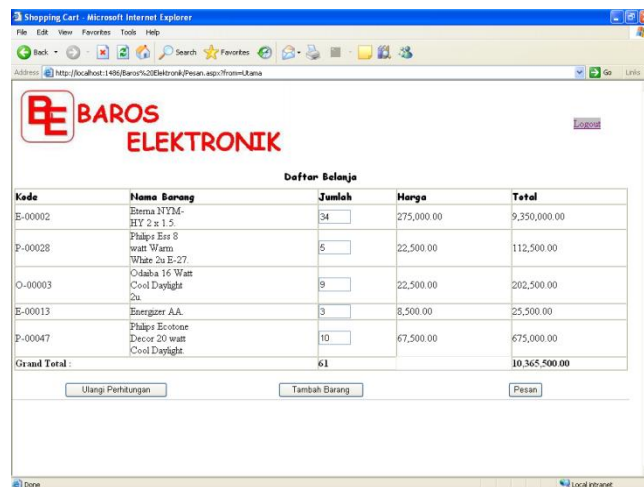 Shopping Cart - Microsoft Internet Explorer
File Edit View Favorites Tools Help
Back Search Favorites
Address http://localhost:1486/Baros%20Elektronik/Pesan.aspx?from=Utama Go Links
BE BAROS
ELEKTRONIK
Logout
Daftar Belanja
Kode Nama Barang Jumlah Harga Total
E-00002 Eterna NYM-
HY 2 x 1.5. 34 275,000.00 9,350,000.00
P-00028 Philips Ess 8
watt Warm
White 2u E-27. 5 22,500.00 112,500.00
O-00003 Odaiba 16 Watt
Cool Daylight
2u. 9 22,500.00 202,500.00
E-00013 Energizer AA. 3 8,500.00 25,500.00
P-00047 Philips Ecotone
Decor 20 watt
Cool Daylight. 10 67,500.00 675,000.00
Grand Total : 61 10,365,500.00
Ulangi Perhitungan Tambah Barang Pesan
Done Local intranet